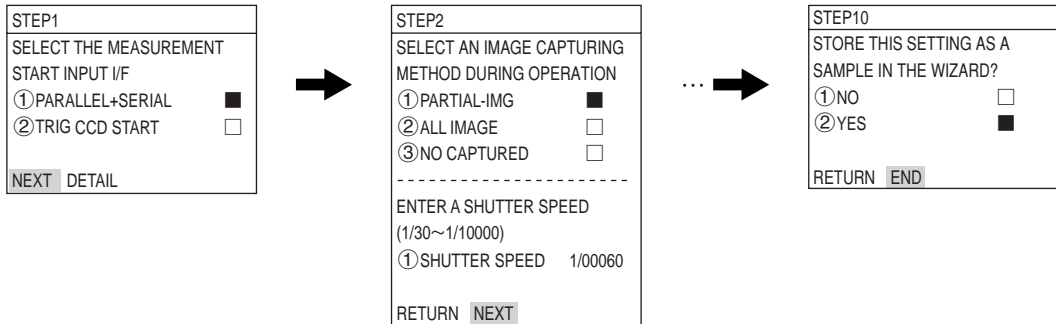 STEP1
SELECT THE MEASUREMENT
START INPUT I/F
①PARALLEL+SERIAL ■
②TRIG CCD START □
NEXT DETAIL
STEP2
SELECT AN IMAGE CAPTURING
METHOD DURING OPERATION
①PARTIAL-IMG ■
②ALL IMAGE □
③NO CAPTURED □
ENTER A SHUTTER SPEED
(1/30～1/10000)
①SHUTTER SPEED 1/00060
RETURN NEXT
…
STEP10
STORE THIS SETTING AS A
SAMPLE IN THE WIZARD?
①NO □
②YES ■
RETURN END